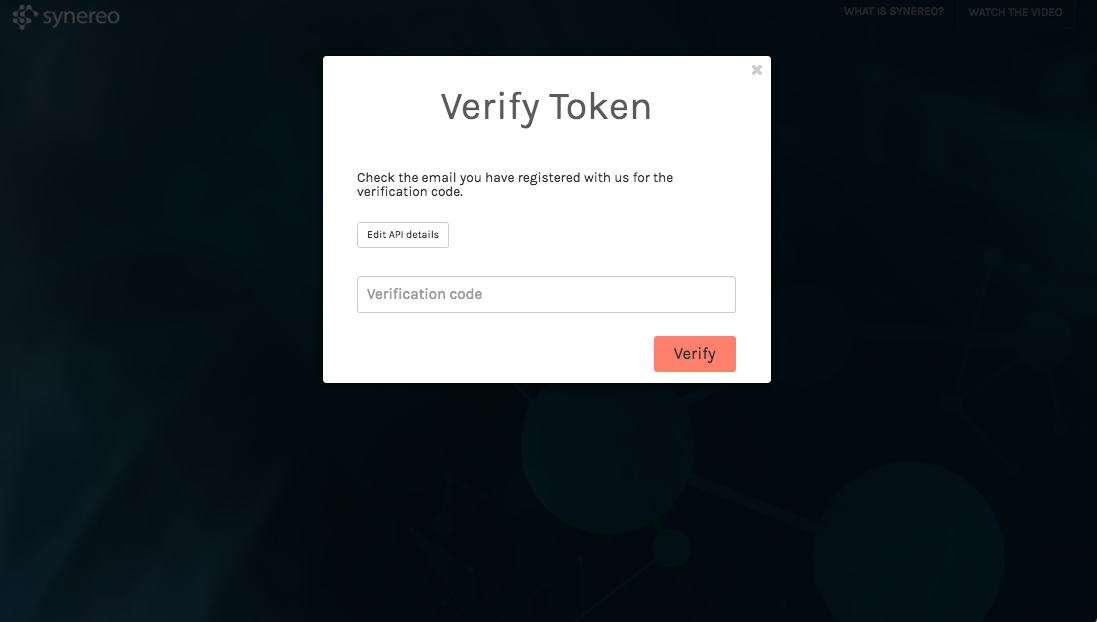 synereo
WHAT IS SYNEREO?
WATCH THE VIDEO
Verify Token
Check the email you have registered with us for the
verification code.
Edit API details
Verification code
Verify